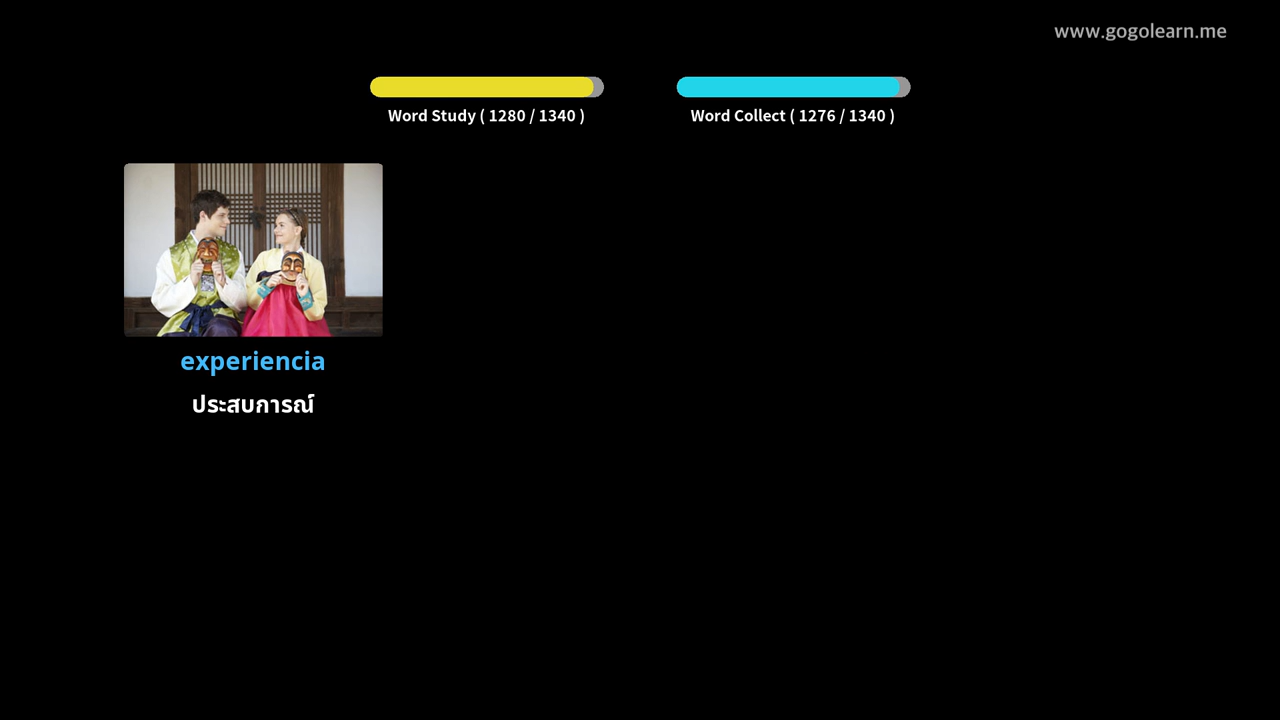 www.gogolearn.me
Word Study ( 1280 / 1340 )
Word Collect ( 1276 / 1340 )
experiencia
ประสบการณ์